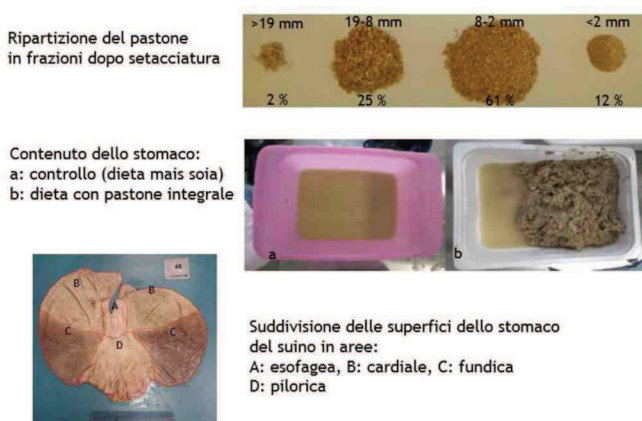 >19 mm 19-8 mm 8-2 mm <2 mm
Ripartizione del pastone
in frazioni dopo setacciatura
2 % 25 % 61 % 12 %
Contenuto dello stomaco:
a: controllo (dieta mais soia)
b: dieta con pastone integrale
a b
49
B B
A
C C
D
Suddivisione delle superfici dello stomaco
del suino in aree:
A: esofagea, B: cardiale, C: fundica
D: pilorica